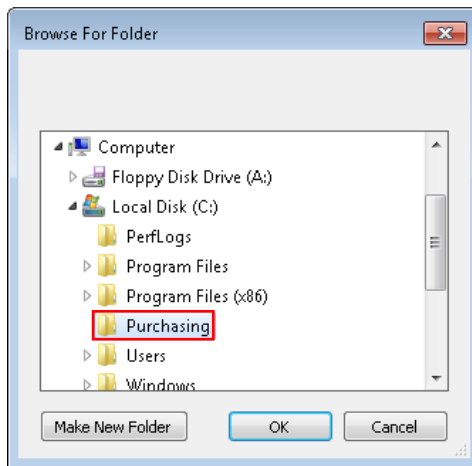 Browse For Folder
Computer
Floppy Disk Drive (A:)
Local Disk (C:)
PerfLogs
Program Files
Program Files (x86)
Purchasing
Users
Windows
Make New Folder
OK
Cancel